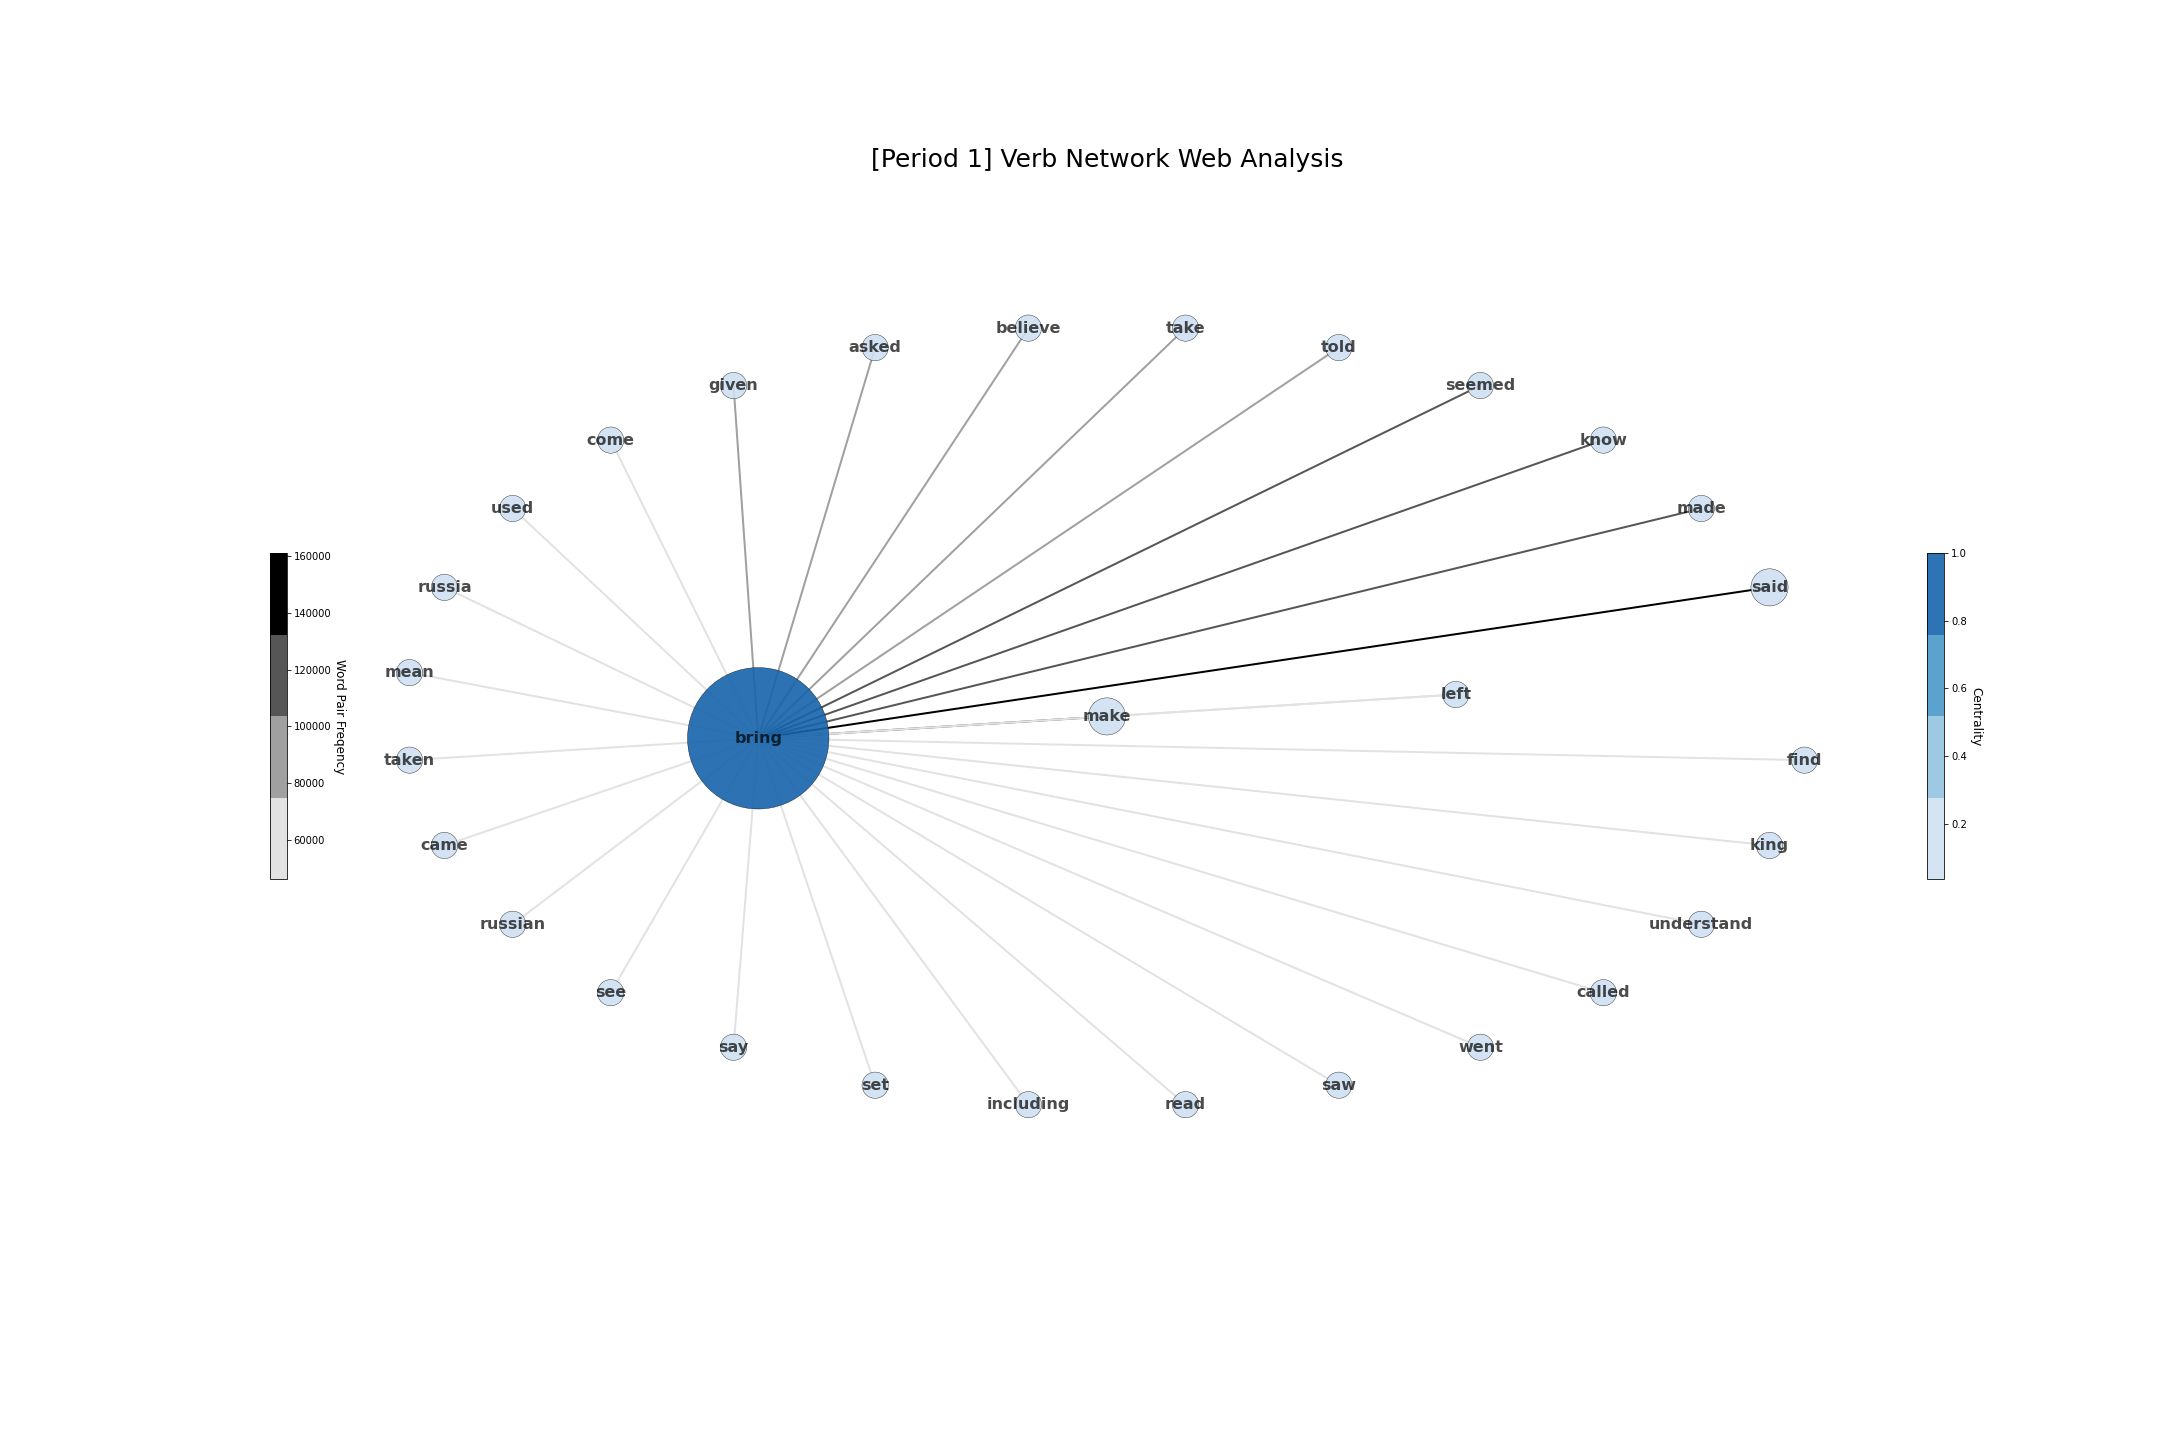 [Period 1] Verb Network Web Analysis
believe
take
asked
told
given
seemed
come
know
used
made
russia
said
mean
left
make
bring
taken
find
came
king
russian
understand
see
called
say
went
set
saw
including
read
160000
140000
120000
100000
80000
60000
Word Pair Freqency
1.0
0.8
0.6
0.4
0.2
Centrality